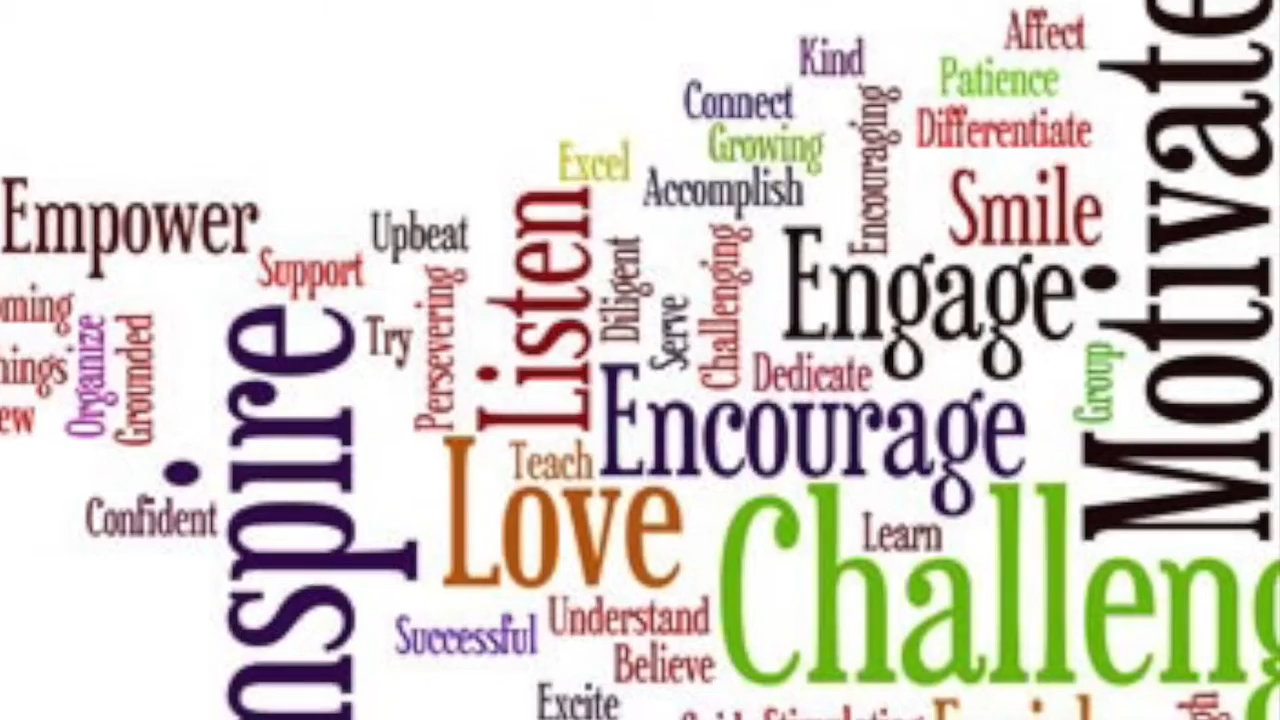 Affect
Kind
Patience
Connect
Differentiate
Growing
Encouraging
Excel
Accomplish
Smile
Motivate
Empower
Upbeat
Listen
Support
Engage
Diligent
Challenging
Persevering
Serve
Try
Organize
Grounded
Dedicate
Group
Encourage
Teach
Love
Confident
Learn
Challeng
nspire
Understand
Successful
Believe
Excite